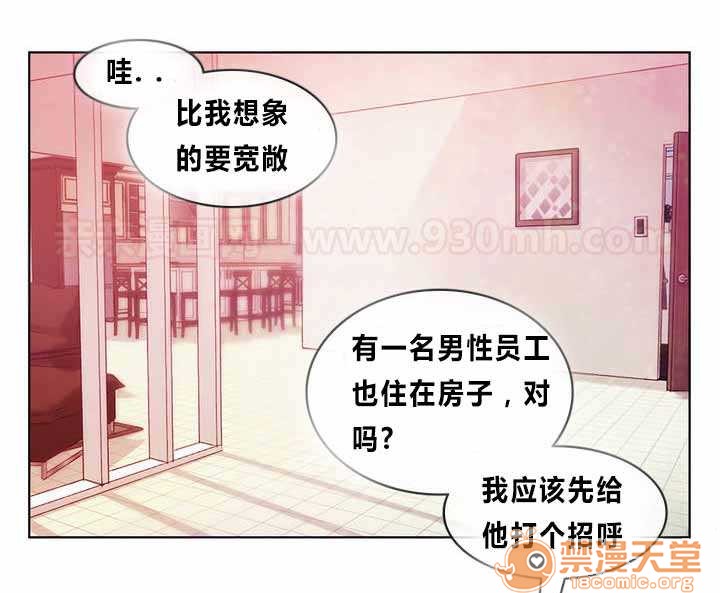 哇. .
比我想象
的要宽敞
www.930mh.com
有一名男性员工
也住在房子，对
吗?
我应该先给
他打个招呼
禁漫天堂
18comic.org